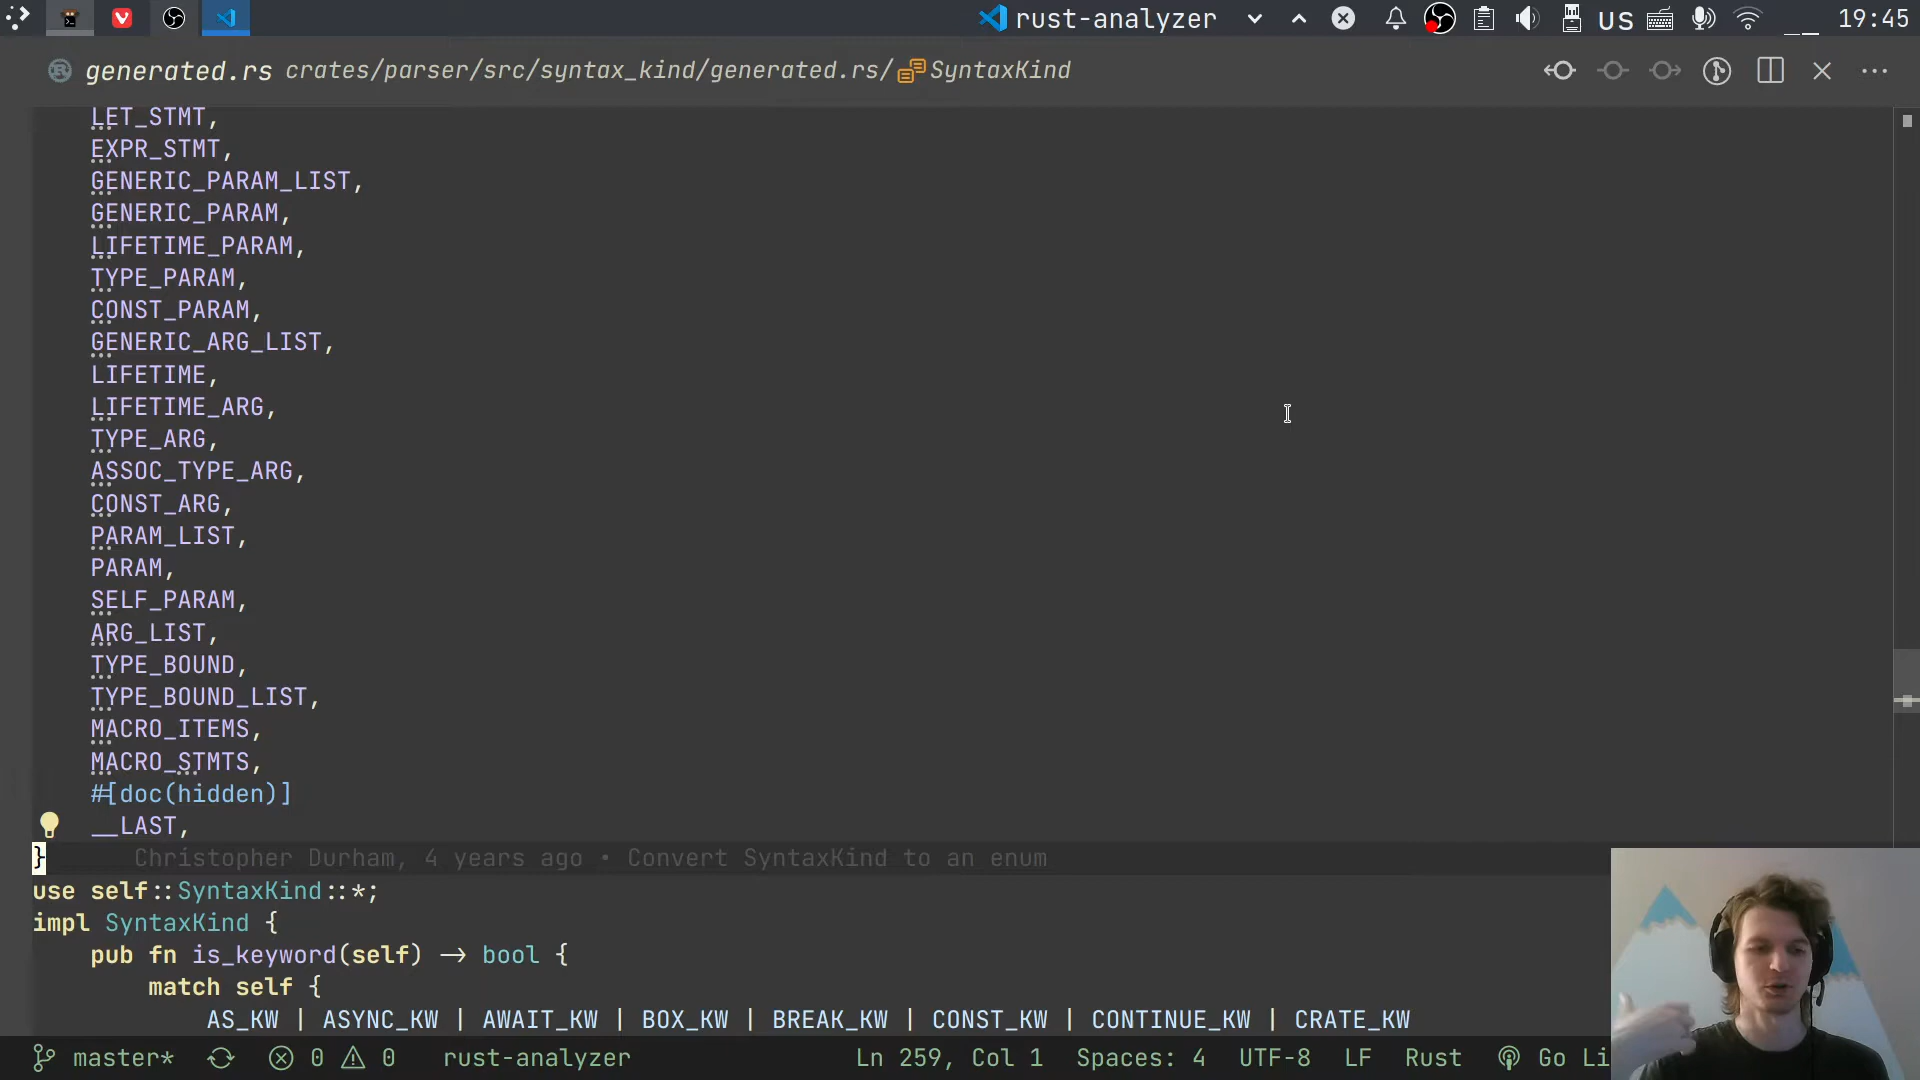 rust-analyzer
US
19:45
generated.rs crates/parser/src/syntax_kind/generated.rs/SyntaxKind
LET_STMT,
EXPR_STMT,
GENERIC_PARAM_LIST,
GENERIC_PARAM,
LIFETIME_PARAM,
TYPE_PARAM,
CONST_PARAM,
GENERIC_ARG_LIST,
LIFETIME,
LIFETIME_ARG,
TYPE_ARG,
ASSOC_TYPE_ARG,
CONST_ARG,
PARAM_LIST,
PARAM,
SELF_PARAM,
ARG_LIST,
TYPE_BOUND,
TYPE_BOUND_LIST,
MACRO_ITEMS,
MACRO_STMTS,
#[doc(hidden)]
__LAST,
} Christopher Durham, 4 years ago • Convert SyntaxKind to an enum
use self::SyntaxKind::*;
impl SyntaxKind {
pub fn is_keyword(self) -> bool {
match self {
AS_KW | ASYNC_KW | AWAIT_KW | BOX_KW | BREAK_KW | CONST_KW | CONTINUE_KW | CRATE_KW
master* 0 0 rust-analyzer Ln 259, Col 1 Spaces: 4 UTF-8 LF Rust Go Li